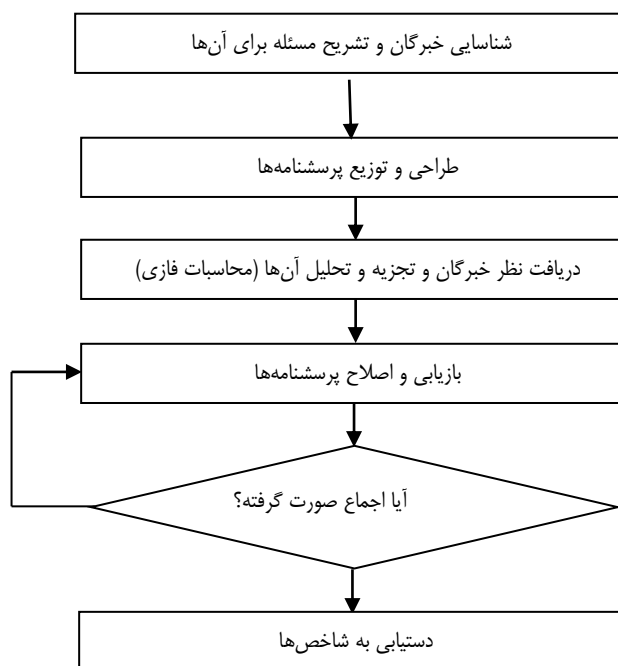 شناسایی خبرگان و تشریح مسئله برای آن‌ها
طراحی و توزیع پرسشنامه‌ها
دریافت نظر خبرگان و تجزیه و تحلیل آن‌ها (محاسبات فازی)
بازیابی و اصلاح پرسشنامه‌ها
آیا اجماع صورت گرفته؟
دستیابی به شاخص‌ها